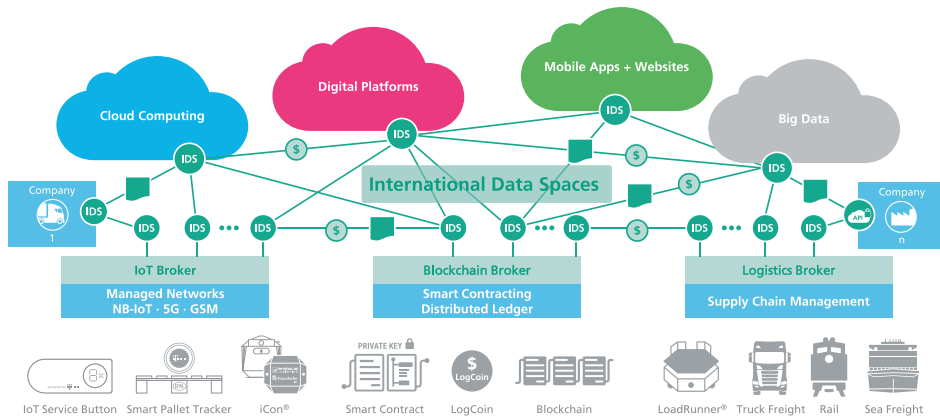 Mobile Apps + Websites
Digital Platforms
Cloud Computing
Big Data
IDS
IDS
IDS
IDS
$
$
$
International Data Spaces
Company
1
IDS
Company
n
API
IDS
IDS
IDS
$
IDS
IDS
IDS
$
IDS
IDS
IDS
IoT Broker
Managed Networks
NB-IoT · 5G · GSM
Blockchain Broker
Smart Contracting
Distributed Ledger
Logistics Broker
Supply Chain Management
PRIVATE KEY
$
LogCoin
IoT Service Button
Smart Pallet Tracker
iCon®
Smart Contract
LogCoin
Blockchain
LoadRunner®
Truck Freight
Rail
Sea Freight